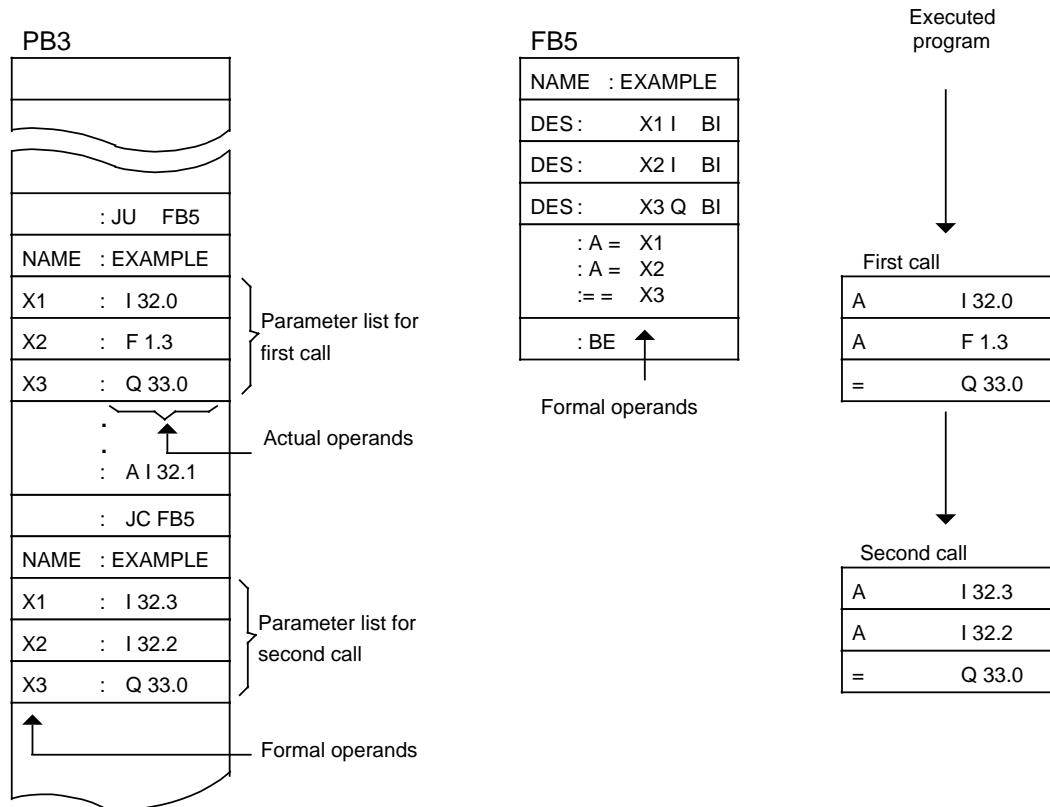 PB3
: JU FB5
NAME : EXAMPLE
X1 : I 32.0
X2 : F 1.3
X3 : Q 33.0
Parameter list for
first call
.
.
: A I 32.1
Actual operands
: JC FB5
NAME : EXAMPLE
X1 : I 32.3
X2 : I 32.2
X3 : Q 33.0
Parameter list for
second call
Formal operands
FB5
NAME : EXAMPLE
DES : X1 I BI
DES : X2 I BI
DES : X3 Q BI
: A = X1
: A = X2
:= = X3
: BE
Formal operands
Executed
program
First call
A I 32.0
A F 1.3
= Q 33.0
Second call
A I 32.3
A I 32.2
= Q 33.0